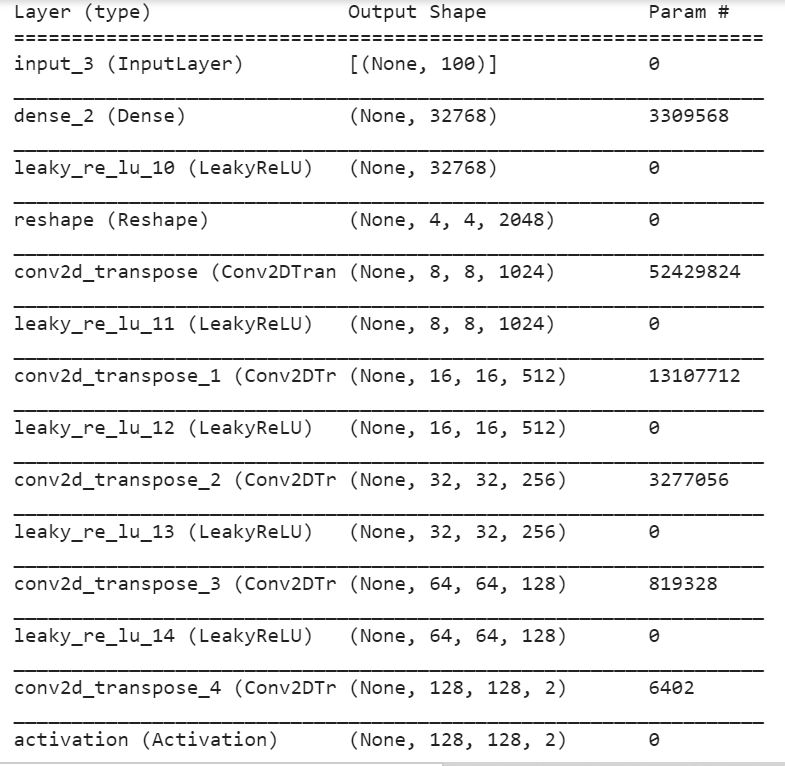 Layer (type) Output Shape Param #
=================================================================
input_3 (InputLayer) [(None, 100)] 0
_________________________________________________________________
dense_2 (Dense) (None, 32768) 3309568
_________________________________________________________________
leaky_re_lu_10 (LeakyReLU) (None, 32768) 0
_________________________________________________________________
reshape (Reshape) (None, 4, 4, 2048) 0
_________________________________________________________________
conv2d_transpose (Conv2DTran (None, 8, 8, 1024) 52429824
_________________________________________________________________
leaky_re_lu_11 (LeakyReLU) (None, 8, 8, 1024) 0
_________________________________________________________________
conv2d_transpose_1 (Conv2DTr (None, 16, 16, 512) 13107712
_________________________________________________________________
leaky_re_lu_12 (LeakyReLU) (None, 16, 16, 512) 0
_________________________________________________________________
conv2d_transpose_2 (Conv2DTr (None, 32, 32, 256) 3277056
_________________________________________________________________
leaky_re_lu_13 (LeakyReLU) (None, 32, 32, 256) 0
_________________________________________________________________
conv2d_transpose_3 (Conv2DTr (None, 64, 64, 128) 819328
_________________________________________________________________
leaky_re_lu_14 (LeakyReLU) (None, 64, 64, 128) 0
_________________________________________________________________
conv2d_transpose_4 (Conv2DTr (None, 128, 128, 2) 6402
_________________________________________________________________
activation (Activation) (None, 128, 128, 2) 0